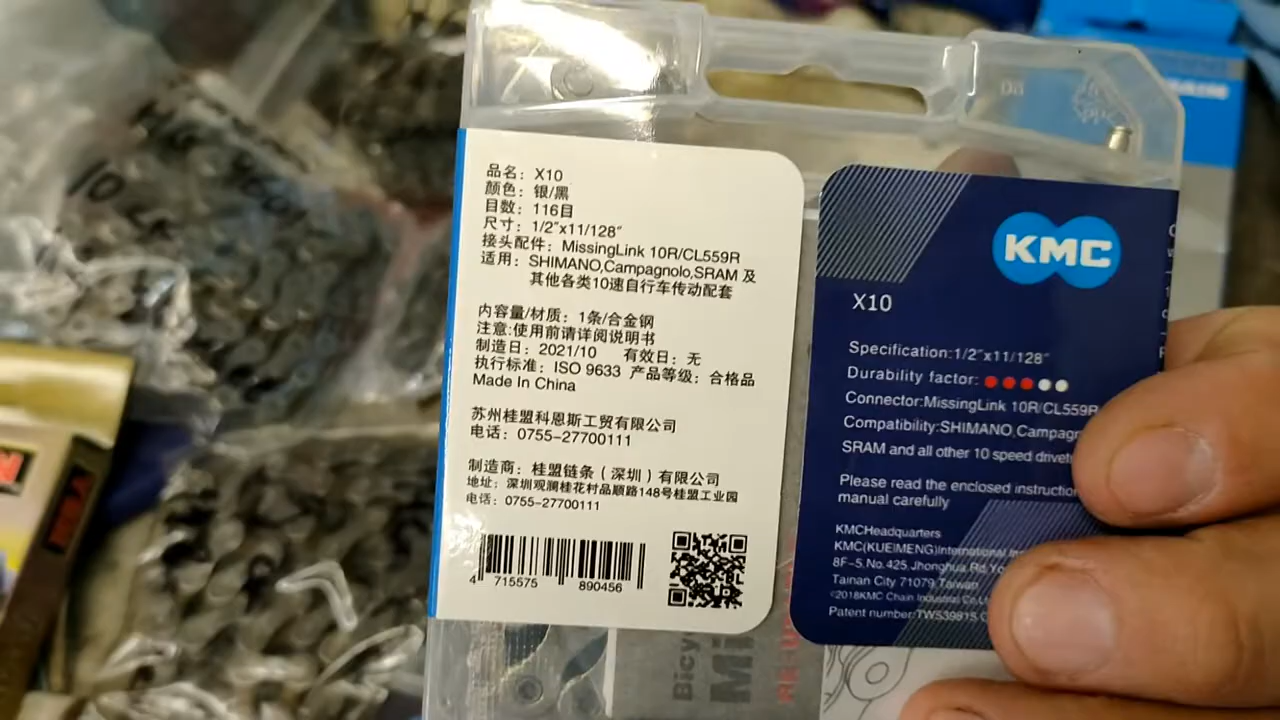 品名：X10
颜色：银/黑
目数：116目
尺寸：1/2"x11/128"
接头配件：MissingLink 10R/CL559R
适用：SHIMANO,Campagnolo,SRAM 及
其他各类10速自行车传动配套
内容量/材质：1条/合金钢
注意:使用前请详阅说明书
制造日：2021/10 有效日：无
执行标准：ISO 9633 产品等级：合格品
Made In China
苏州桂盟科恩斯工贸有限公司
电话：0755-27700111
制造商：桂盟链条（深圳）有限公司
地址：深圳观澜桂花村品顺路148号桂盟工业园
电话：0755-27700111
4 715575 890456
KMC
X10
Specification:1/2"x11/128"
Durability factor:
Connector:MissingLink 10R/CL559R
Compatibility:SHIMANO,Campagn
SRAM and all other 10 speed drivet
Please read the enclosed instruction
manual carefully
KMCHeadquarters
KMC(KUEIMENG)International In
8F-5,No.425,Jhonghua Rd.Yo
Tainan City 71079,Taiwan
©2018KMC Chain Industrial Co.,Lt
Patent number:TW539815
Bicy
Mi